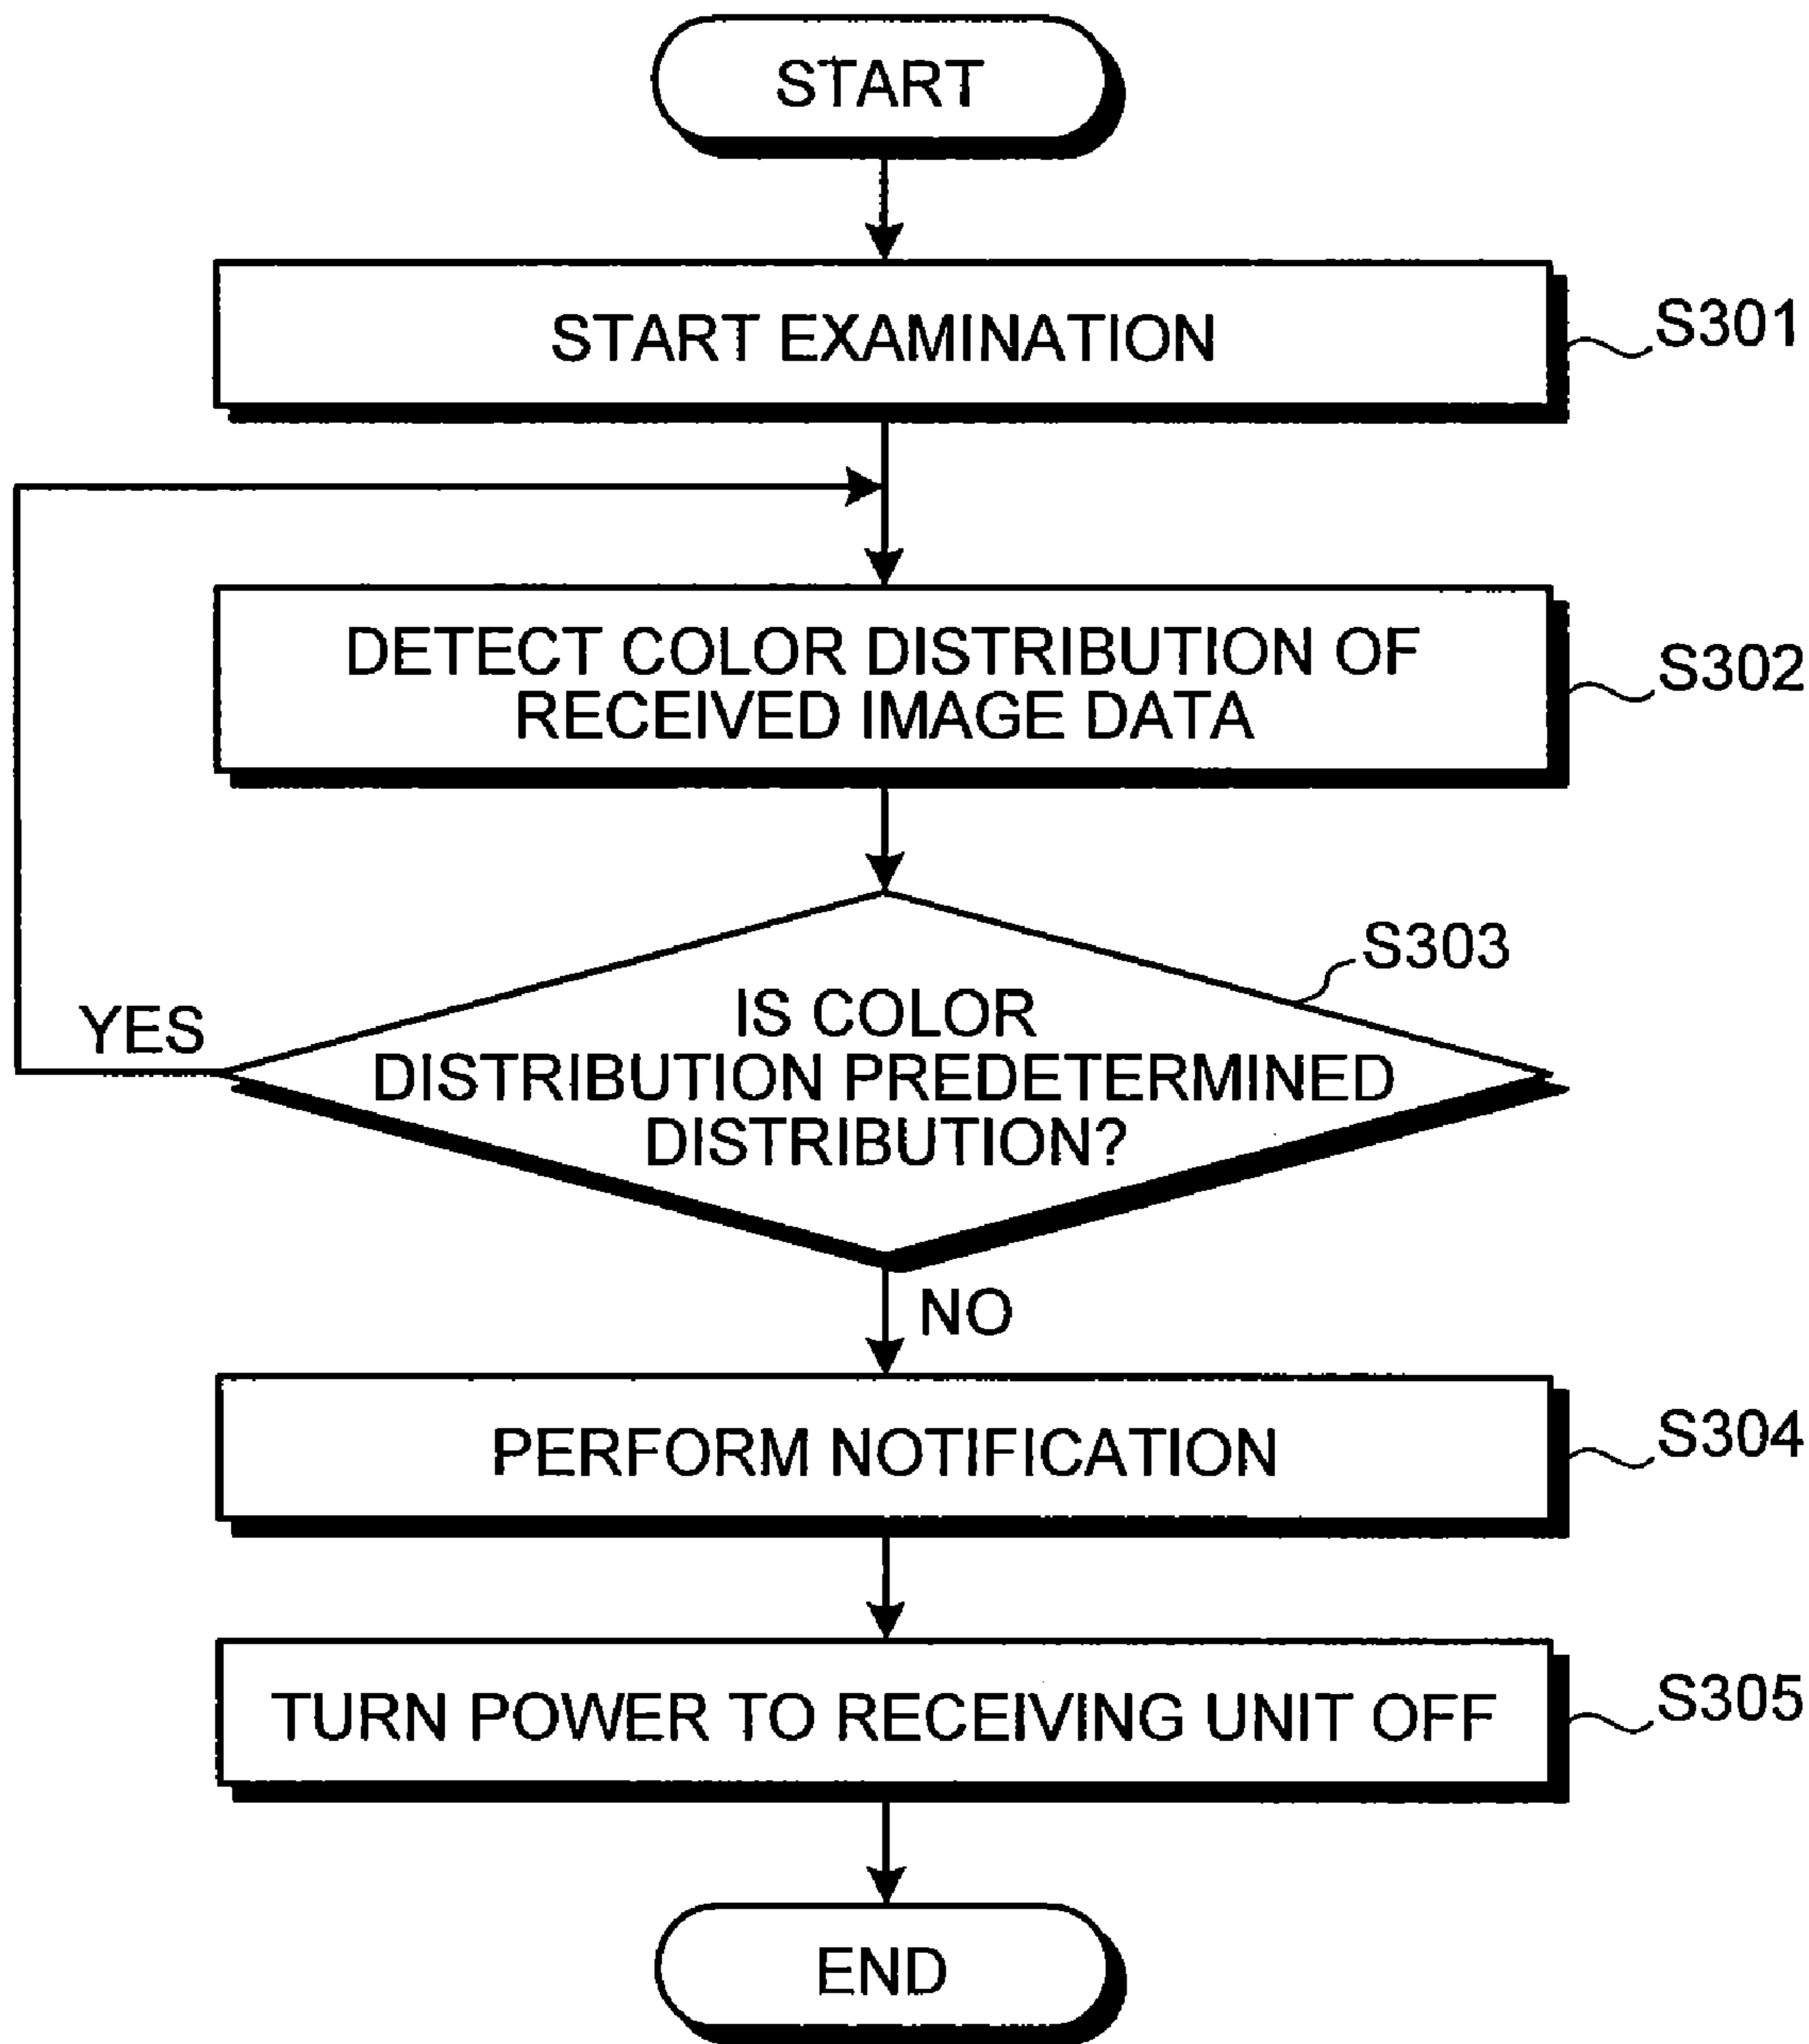 START
START EXAMINATION
S301
DETECT COLOR DISTRIBUTION OF
RECEIVED IMAGE DATA
S302
S303
IS COLOR
DISTRIBUTION PREDETERMINED
DISTRIBUTION?
YES
NO
PERFORM NOTIFICATION
S304
TURN POWER TO RECEIVING UNIT OFF
S305
END